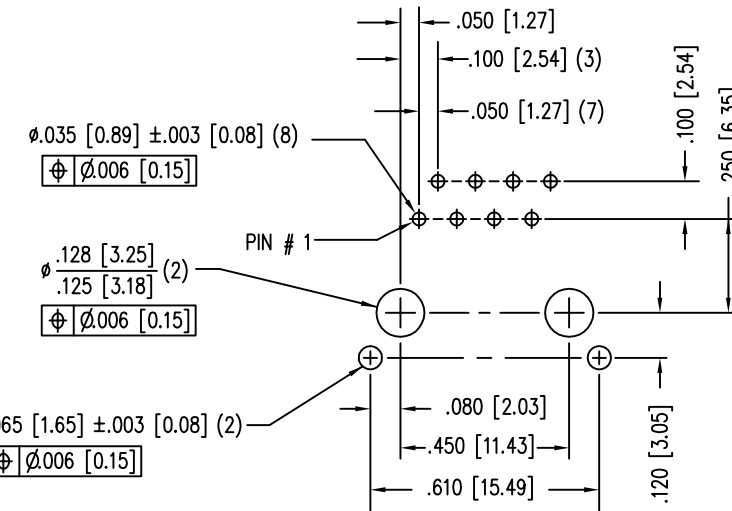 .050 [1.27]
.100 [2.54] (3)
.050 [1.27] (7)
.100 [2.54]
.250 [6.35]
⌀.035 [0.89] ±.003 [0.08] (8)
⌖ ⌀.006 [0.15]
PIN # 1
⌀ .128 [3.25] (2)
.125 [3.18]
⌖ ⌀.006 [0.15]
65 [1.65] ±.003 [0.08] (2)
⌖ ⌀.006 [0.15]
.080 [2.03]
.450 [11.43]
.610 [15.49]
.120 [3.05]